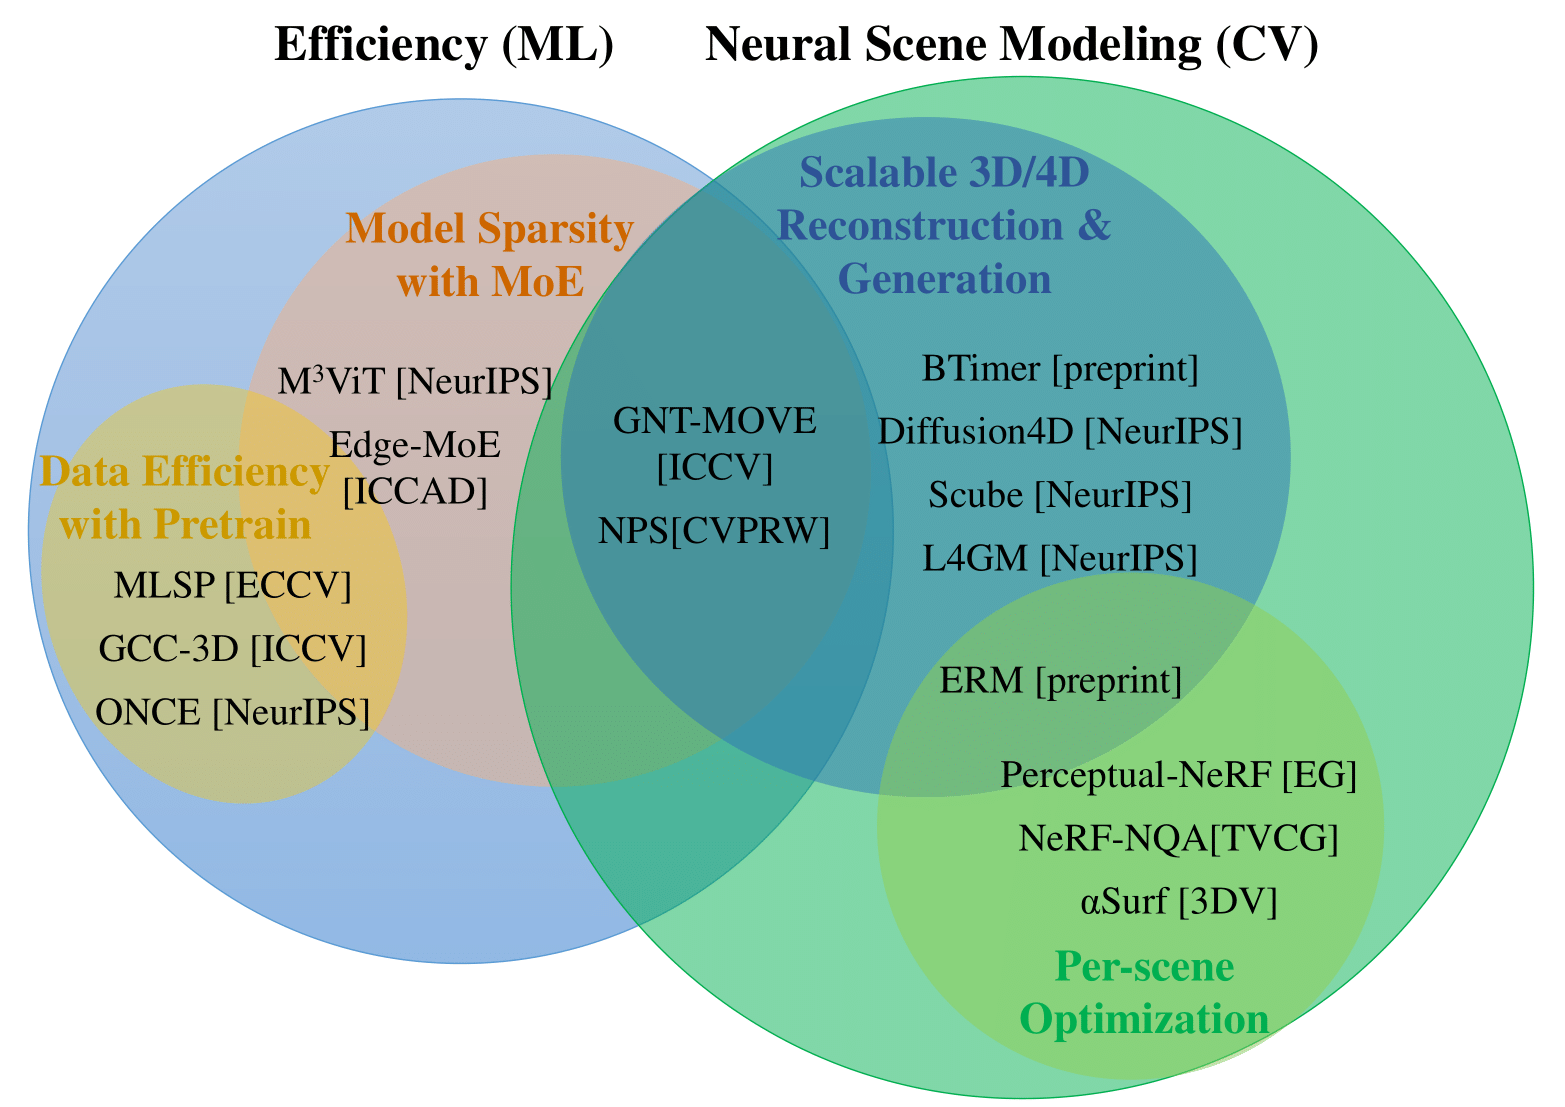 Efficiency (ML)
Neural Scene Modeling (CV)
Model Sparsity
with MoE
M³ViT [NeurIPS]
Edge-MoE
[ICCAD]
Data Efficiency
with Pretrain
MLSP [ECCV]
GCC-3D [ICCV]
ONCE [NeurIPS]
GNT-MOVE
[ICCV]
NPS[CVPRW]
Scalable 3D/4D
Reconstruction &
Generation
BTimer [preprint]
Diffusion4D [NeurIPS]
Scube [NeurIPS]
L4GM [NeurIPS]
ERM [preprint]
Perceptual-NeRF [EG]
NeRF-NQA[TVCG]
αSurf [3DV]
Per-scene
Optimization